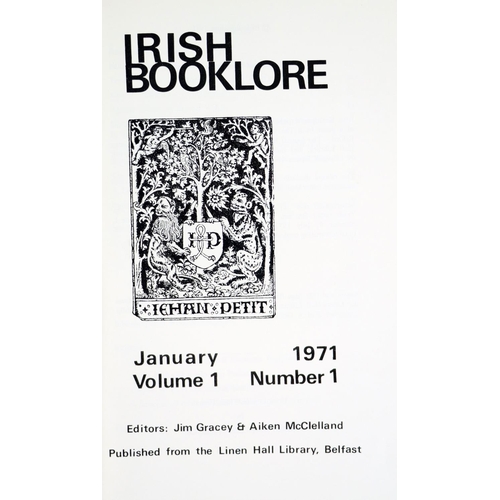 IRISH
BOOKLORE
HP
IEHAN PETIT
January 1971
Volume 1 Number 1
Editors: Jim Gracey & Aiken McClelland
Published from the Linen Hall Library, Belfast